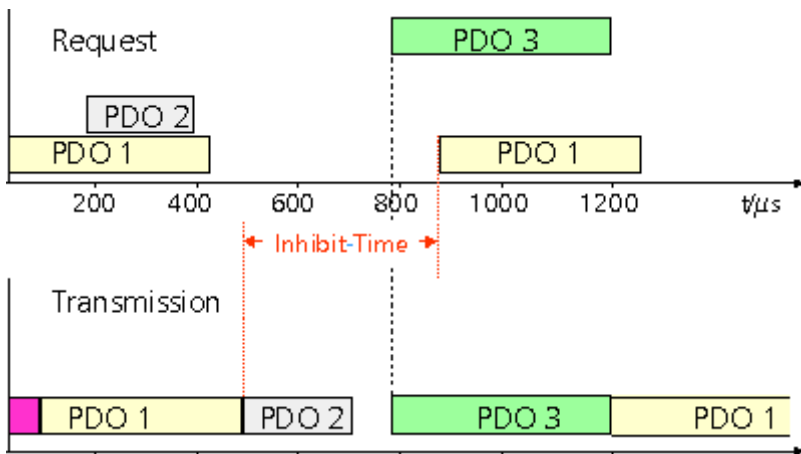 Request
PDO 3
PDO 2
PDO 1
PDO 1
200 400 600 800 1000 1200 t/µs
Inhibit-Time
Transmission
PDO 1 PDO 2 PDO 3 PDO 1